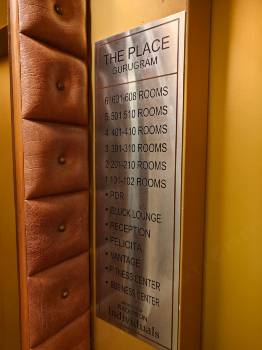 THE PLACE
GURUGRAM
6 601-608 ROOMS
5 501-510 ROOMS
4 401-410 ROOMS
3 301-310 ROOMS
2 201-210 ROOMS
1 101-102 ROOMS
• PDR
• GLUCK LOUNGE
• RECEPTION
• FELICITA
• VANTAGE
• FITNESS CENTER
• BUSINESS CENTER
individuals